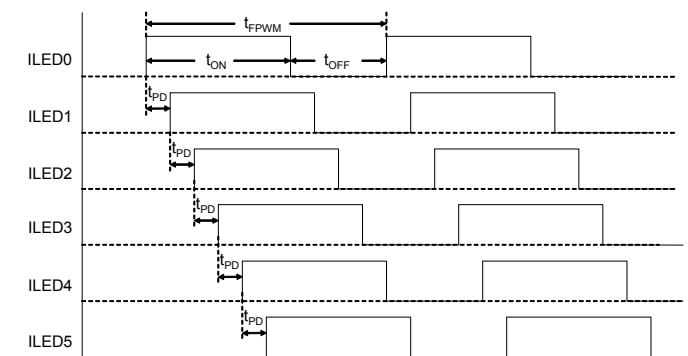 tFPWM
ILED0
tON
tOFF
tPD
ILED1
tPD
ILED2
tPD
ILED3
tPD
ILED4
tPD
ILED5